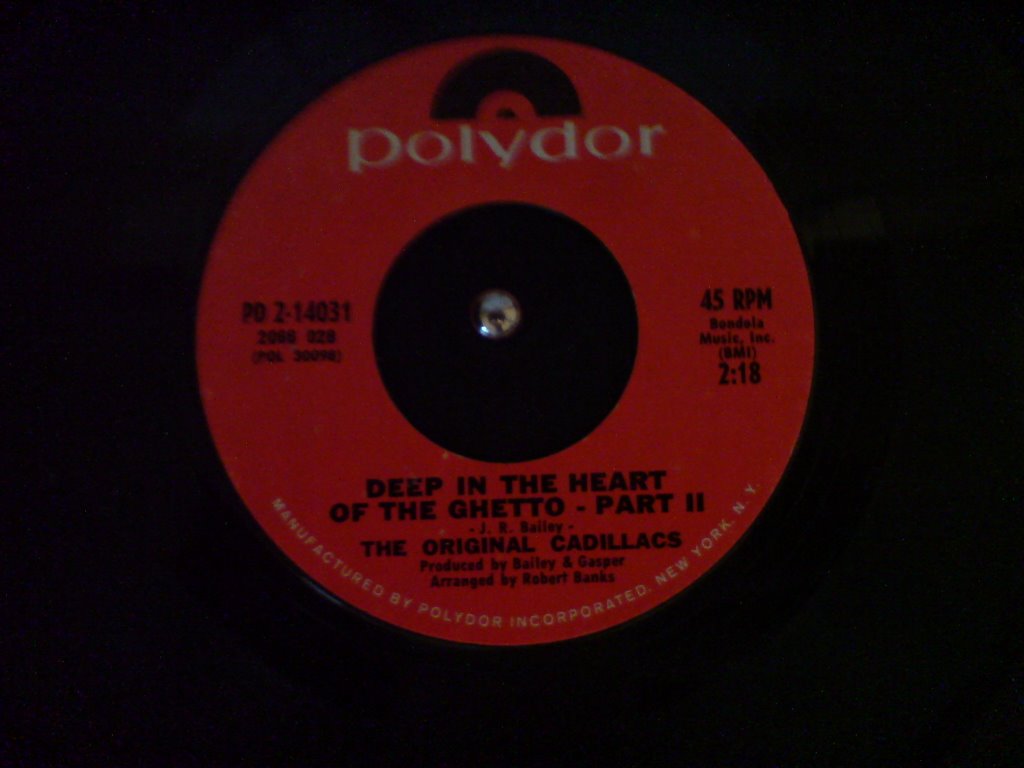 polydor
PD 2-14031
2066 028
(POL 30098)
45 RPM
Bondola
Music, Inc.
(BMI)
2:18
DEEP IN THE HEART
OF THE GHETTO - PART II
- J. R. Bailey -
THE ORIGINAL CADILLACS
Produced by Bailey & Gasper
Arranged by Robert Banks
MANUFACTURED BY POLYDOR INCORPORATED, NEW YORK, N. Y.